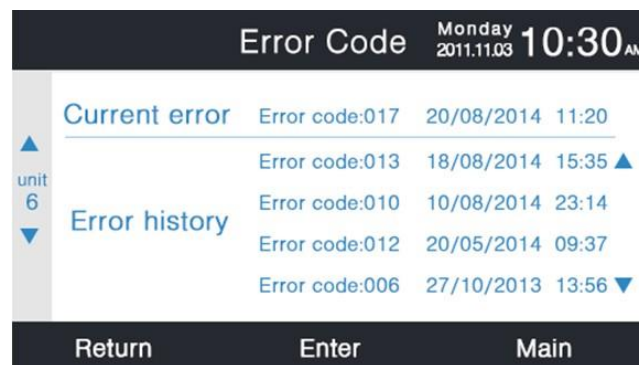 Error Code Monday 10:30 AM
2011.11.03
Current error Error code:017 20/08/2014 11:20
Error code:013 18/08/2014 15:35
unit
6
Error history
Error code:010 10/08/2014 23:14
Error code:012 20/05/2014 09:37
Error code:006 27/10/2013 13:56
Return Enter Main